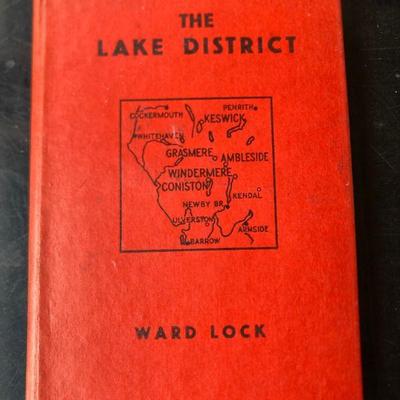 THE
LAKE DISTRICT
COCKERMOUTH
PENRITH
KESWICK
WHITEHAVEN
GRASMERE
AMBLESIDE
WINDERMERE
CONISTON
KENDAL
NEWBY BR.
ULVERSTON
ARNSIDE
BARROW
WARD LOCK